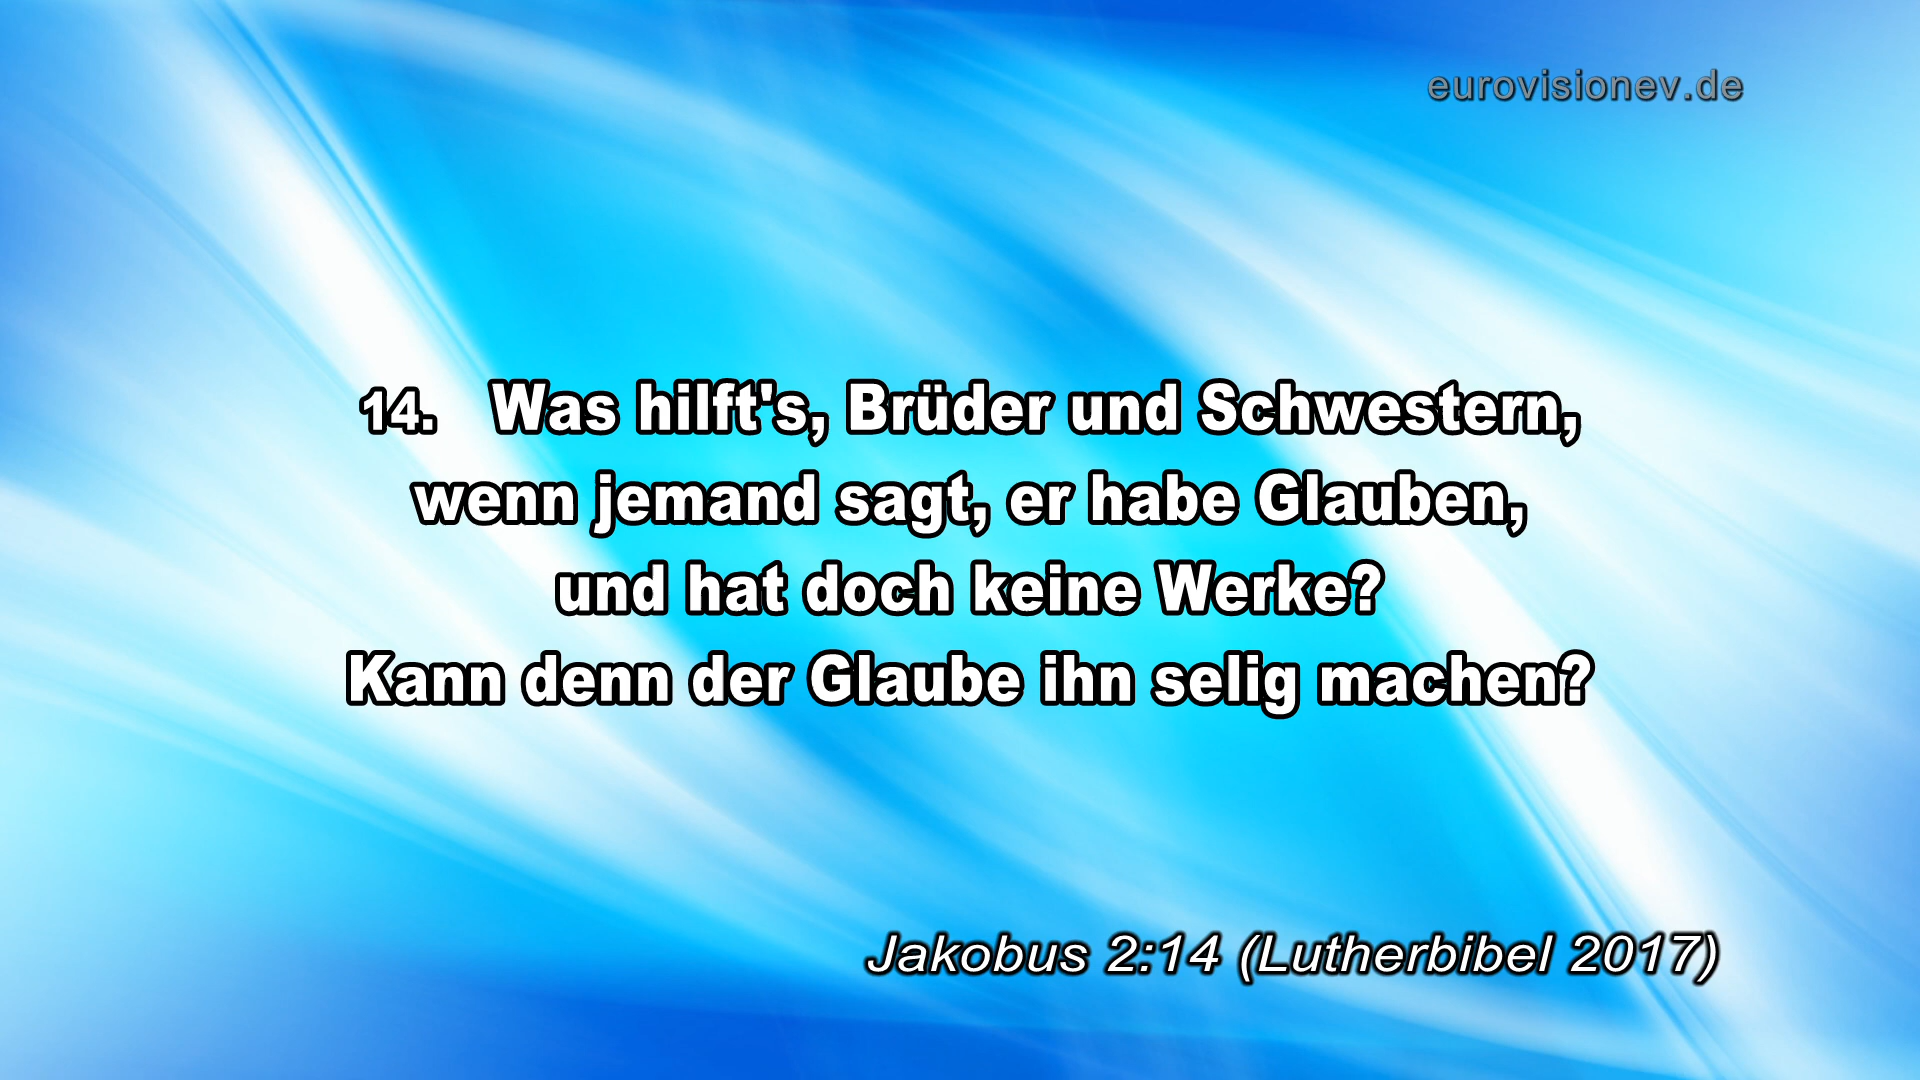 eurovisionev.de
14. Was hilft's, Brüder und Schwestern,
wenn jemand sagt, er habe Glauben,
und hat doch keine Werke?
Kann denn der Glaube ihn selig machen?
Jakobus 2:14 (Lutherbibel 2017)